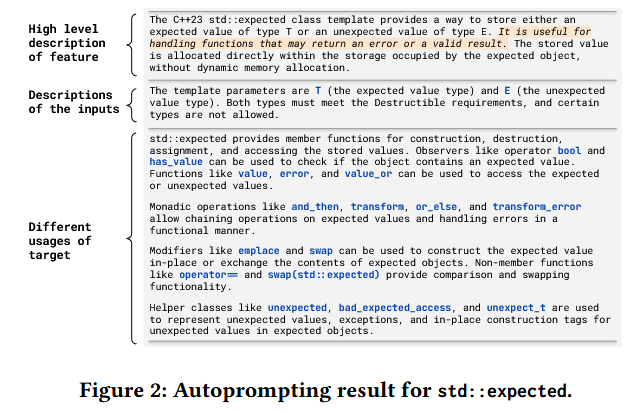 High level
description
of feature
The C++23 std::expected class template provides a way to store either an
expected value of type T or an unexpected value of type E. It is useful for
handling functions that may return an error or a valid result. The stored value
is allocated directly within the storage occupied by the expected object,
without dynamic memory allocation.
Descriptions
of the inputs
The template parameters are T (the expected value type) and E (the unexpected
value type). Both types must meet the Destructible requirements, and certain
types are not allowed.
Different
usages of
target
std::expected provides member functions for construction, destruction,
assignment, and accessing the stored values. Observers like operator bool and
has_value can be used to check if the object contains an expected value.
Functions like value, error, and value_or can be used to access the expected
or unexpected values.
Monadic operations like and_then, transform, or_else, and transform_error
allow chaining operations on expected values and handling errors in a
functional manner.
Modifiers like emplace and swap can be used to construct the expected value
in-place or exchange the contents of expected objects. Non-member functions
like operator== and swap(std::expected) provide comparison and swapping
functionality.
Helper classes like unexpected, bad_expected_access, and unexpect_t are used
to represent unexpected values, exceptions, and in-place construction tags for
unexpected values in expected objects.
Figure 2: Autoprompting result for std::expected.